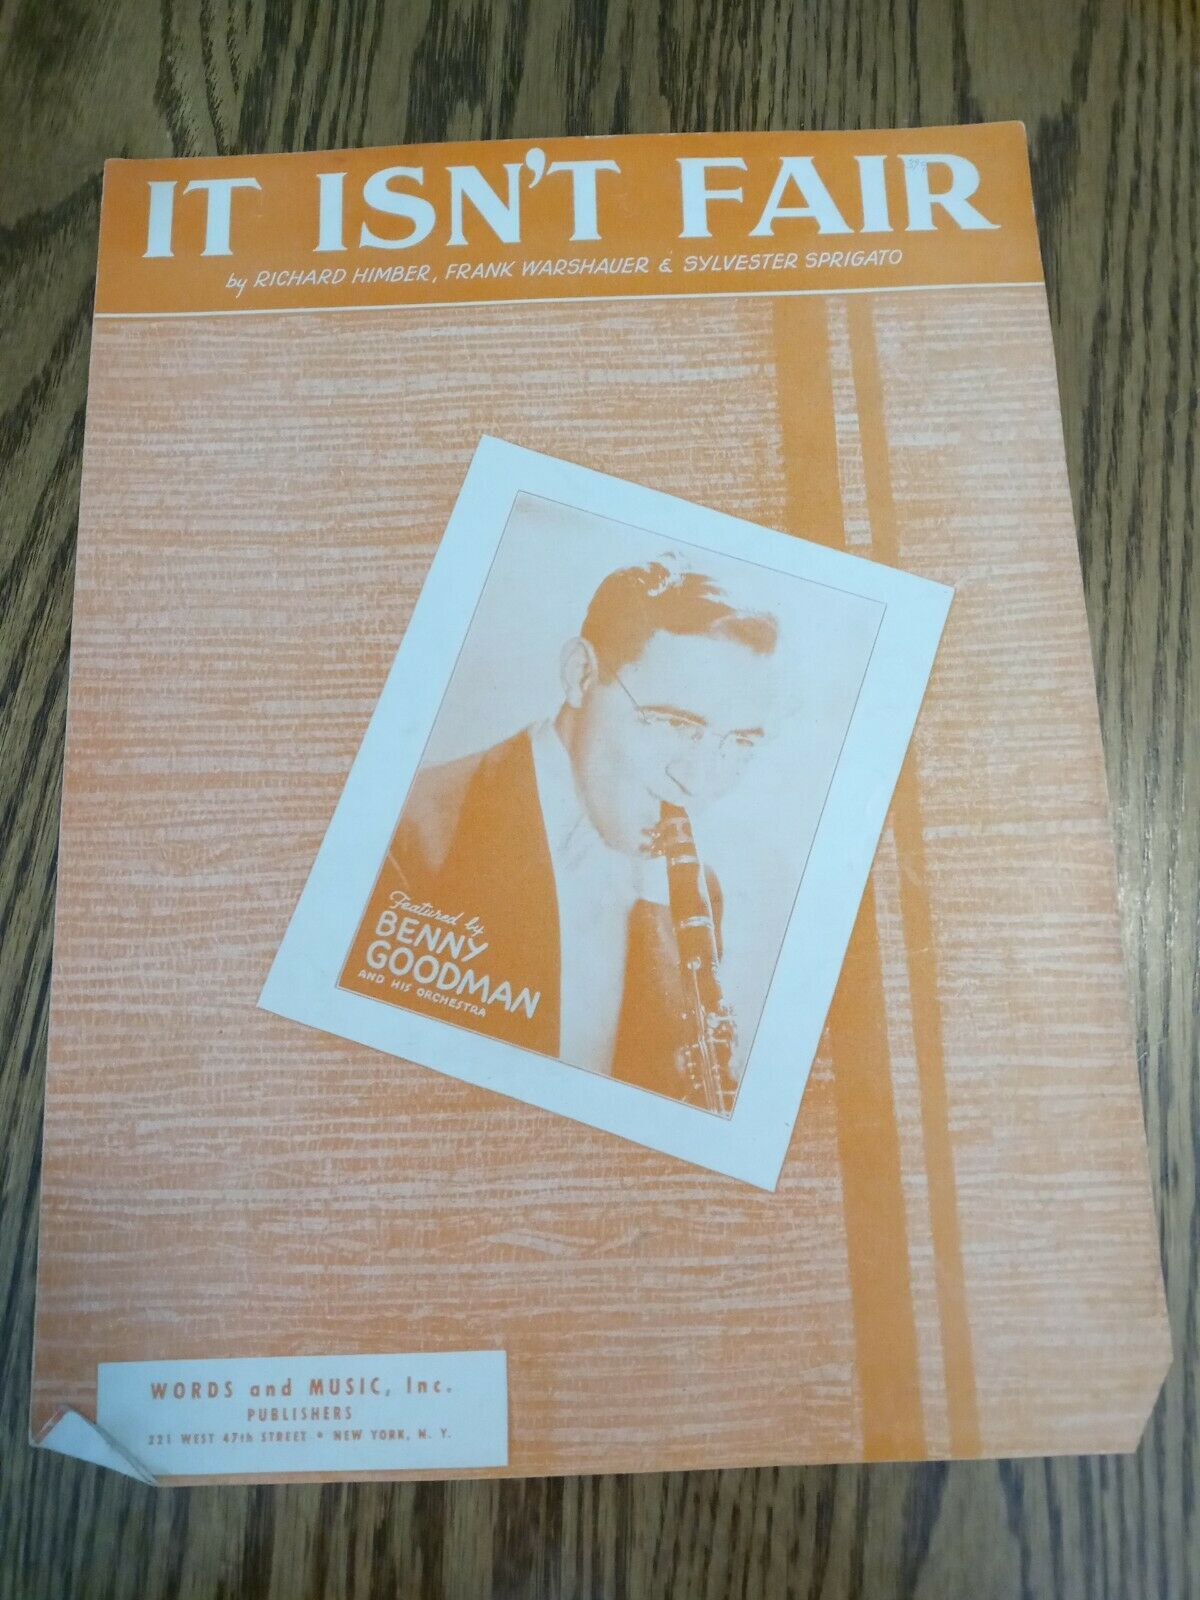 IT ISN'T FAIR
by RICHARD HIMBER, FRANK WARSHAUER & SYLVESTER SPRIGATO
Featured by
BENNY
GOODMAN
AND HIS ORCHESTRA
WORDS and MUSIC, Inc.
PUBLISHERS
221 WEST 47th STREET • NEW YORK, N. Y.